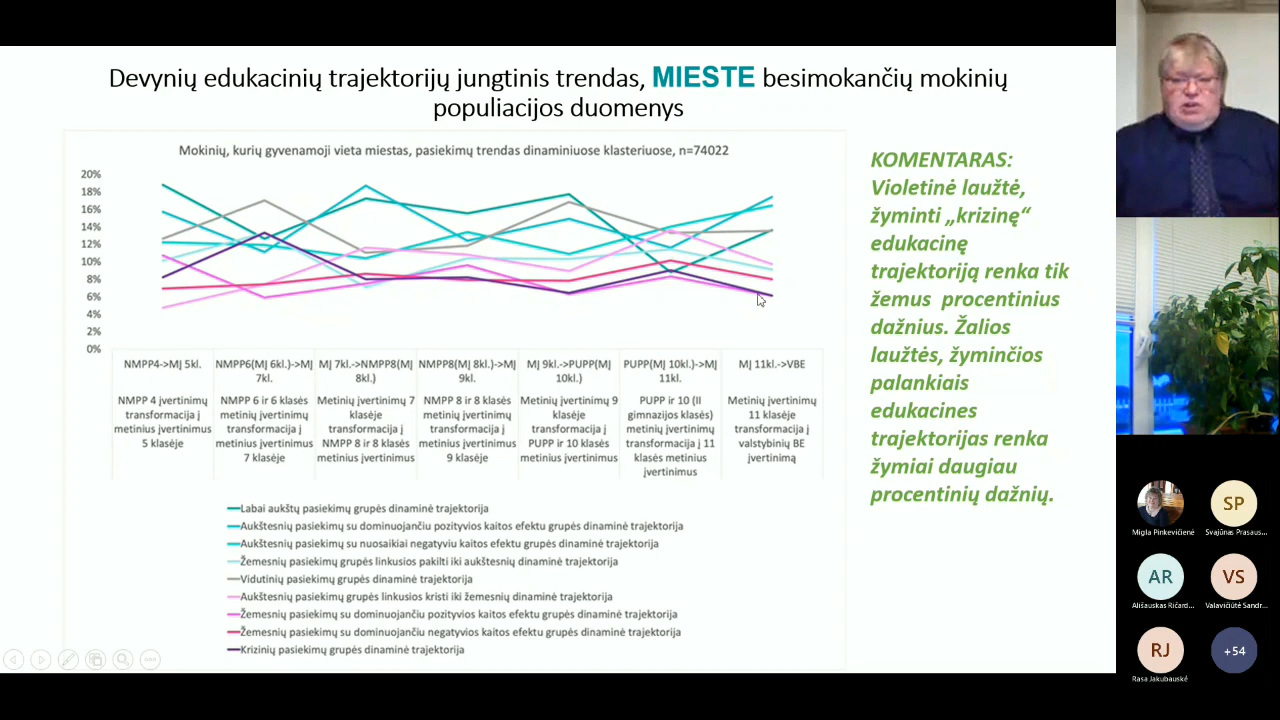 Devynių edukacinių trajektorijų jungtinis trendas, MIESTE besimokančių mokinių
populiacijos duomenys
Mokinių, kurių gyvenamoji vieta miestas, pasiekimų trendas dinaminiuose klasteriuose, n=74022
20%
18%
16%
14%
12%
10%
8%
6%
4%
2%
0%
NMPP4->MJ 5kl.
NMPP6(MJ 6kl.)->MJ
7kl.
MJ 7kl.->NMPP8(MJ
8kl.)
NMPP8(MJ 8kl.)->MJ
9kl.
MJ 9kl.->PUPP(MJ
10kl.)
PUPP(MJ 10kl.)->MJ
11kl.
MJ 11kl.->VBE
NMPP 4 įvertinimų
transformacija į
metinius įvertinimus
5 klasėje
NMPP 6 ir 6 klasės
metinių įvertinimų
transformacija į
metinius įvertinimus
7 klasėje
Metinių įvertinimų 7
klasėje
transformacija į
NMPP 8 ir 8 klasės
metinius įvertinimus
NMPP 8 ir 8 klasės
metinių įvertinimų
transformacija į
metinius įvertinimus
9 klasėje
Metinių įvertinimų 9
klasėje
transformacija į
PUPP ir 10 klasės
metinius įvertinimus
PUPP ir 10 (II
gimnazijos klasės)
metinių įvertinimų
transformacija į 11
klasės metinius
įvertinimus
Metinių įvertinimų
11 klasėje
transformacija į
valstybinių BE
įvertinimą
Labai aukštų pasiekimų grupės dinaminė trajektorija
Aukštesnių pasiekimų su dominuojančiu pozityvios kaitos efektu grupės dinaminė trajektorija
Aukštesnių pasiekimų su nuosaikiai negatyviu kaitos efektu grupės dinaminė trajektorija
Žemesnių pasiekimų grupės linkusios pakilti iki aukštesnių dinaminė trajektorija
Vidutinių pasiekimų grupės dinaminė trajektorija
Aukštesnių pasiekimų grupės linkusios kristi iki žemesnių dinaminė trajektorija
Žemesnių pasiekimų su dominuojančiu pozityvios kaitos efektu grupės dinaminė trajektorija
Žemesnių pasiekimų su dominuojančiu negatyvios kaitos efektu grupės dinaminė trajektorija
Krizinių pasiekimų grupės dinaminė trajektorija
KOMENTARAS:
Violetinė laužtė,
žyminti „krizinę“
edukacinę
trajektoriją renka tik
žemus procentinius
dažnius. Žalios
laužtės, žyminčios
palankiais
edukacines
trajektorijas renka
žymiai daugiau
procentinių dažnių.
Migla Pinkevičienė
SP
Svajūnas Prasaus...
AR
Ališauskas Ričard...
VS
Valavičiūtė Sandr...
RJ
Rasa Jakubauskė
+54